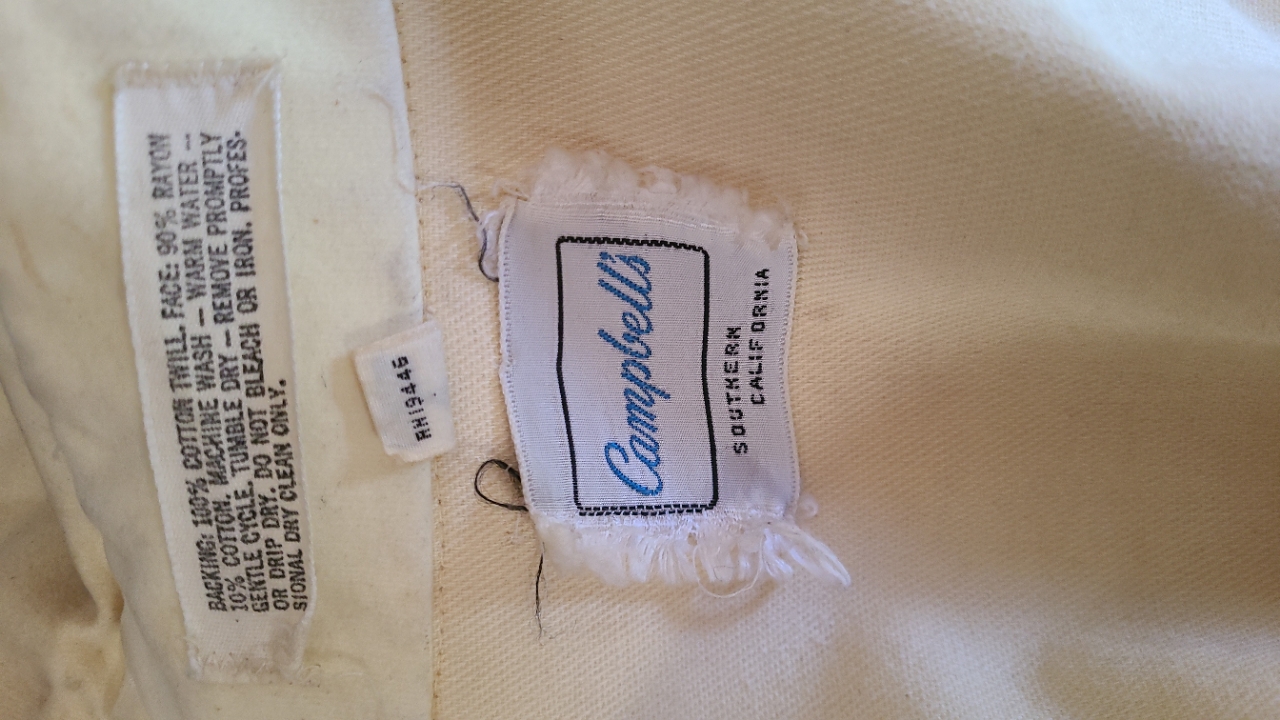 BACKING: 100% COTTON TWILL. FACE: 90% RAYON
10% COTTON. MACHINE WASH -- WARM WATER --
GENTLE CYCLE. TUMBLE DRY -- REMOVE PROMPTLY
OR DRIP DRY. DO NOT BLEACH OR IRON. PROFES-
SIONAL DRY CLEAN ONLY.
RN19446
Campbell's
SOUTHERN
CALIFORNIA